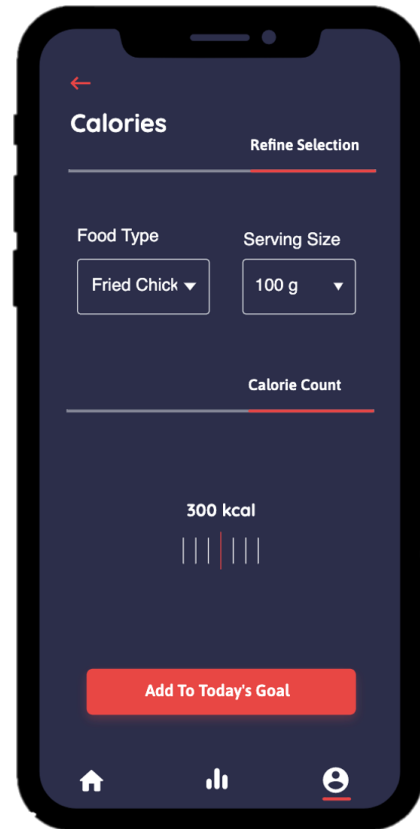 Calories
Refine Selection
Food Type
Serving Size
Fried Chick
100 g
Calorie Count
300 kcal
Add To Today's Goal